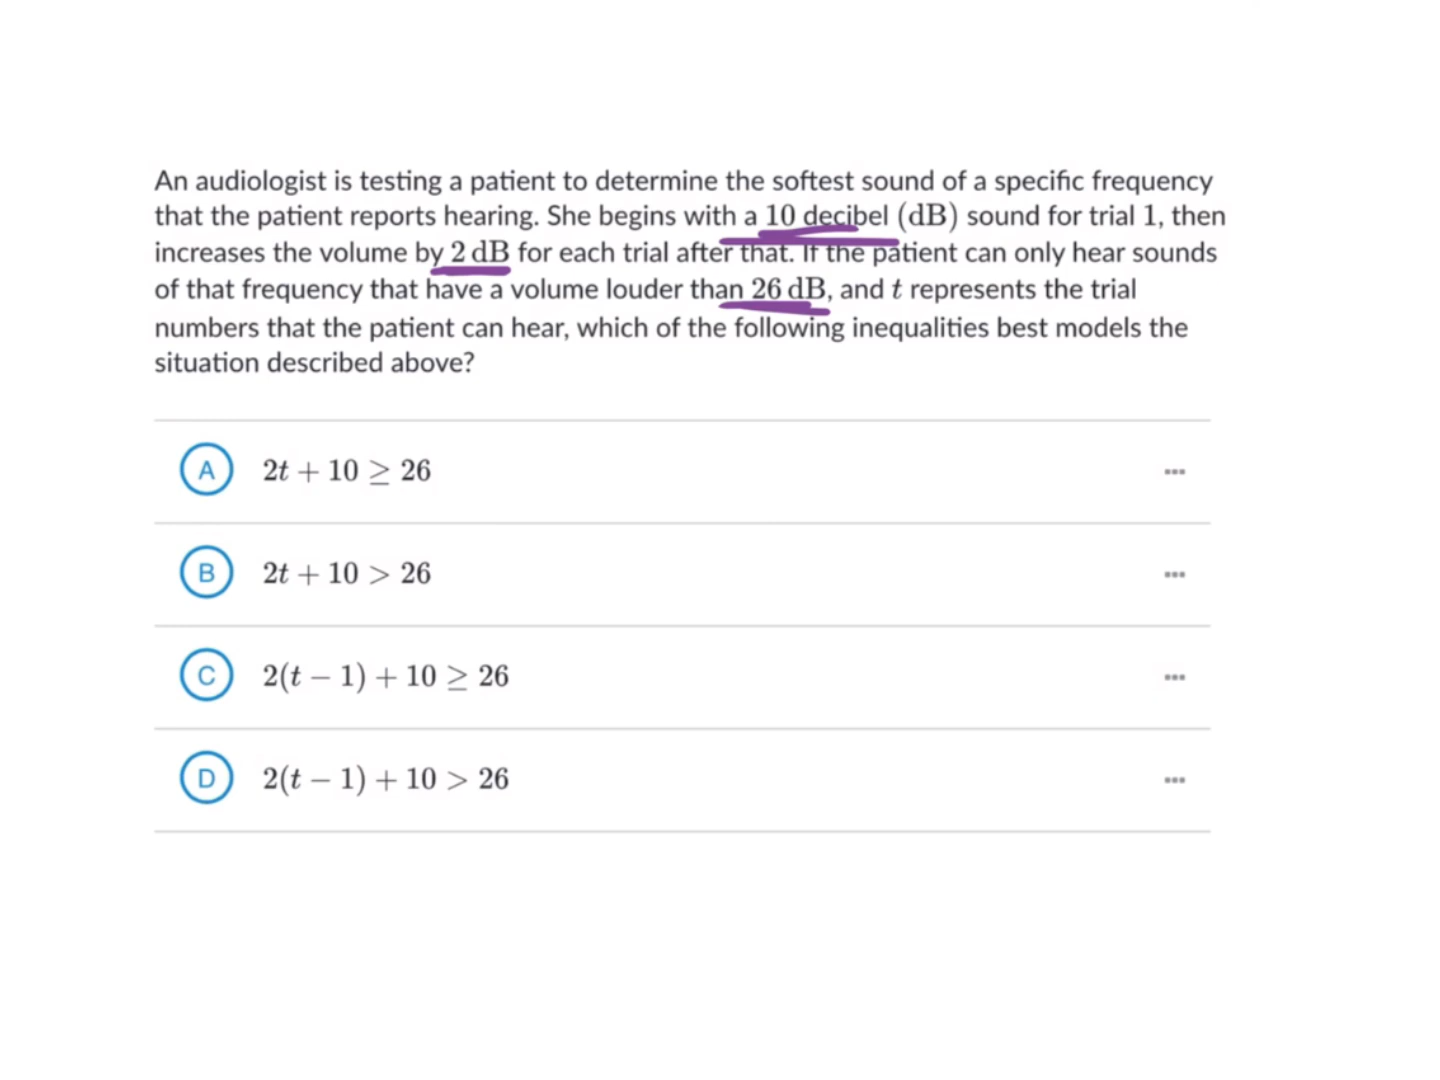 An audiologist is testing a patient to determine the softest sound of a specific frequency
that the patient reports hearing. She begins with a 10 decibel (dB) sound for trial 1, then
increases the volume by 2 dB for each trial after that. If the patient can only hear sounds
of that frequency that have a volume louder than 26 dB, and t represents the trial
numbers that the patient can hear, which of the following inequalities best models the
situation described above?
A 2t + 10 ≥ 26
B 2t + 10 > 26
C 2(t − 1) + 10 ≥ 26
D 2(t − 1) + 10 > 26